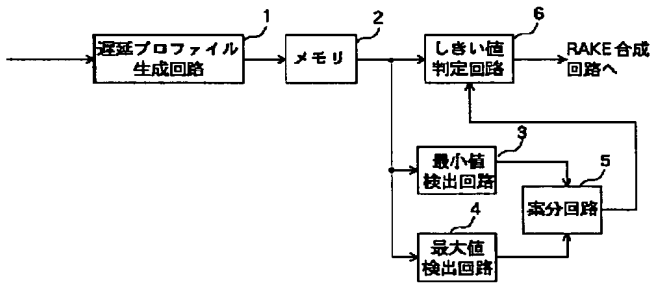 1
遅延プロファイル
生成回路
2
メモリ
6
しきい値
判定回路
RAKE合成
回路へ
3
最小値
検出回路
5
案分回路
4
最大値
検出回路